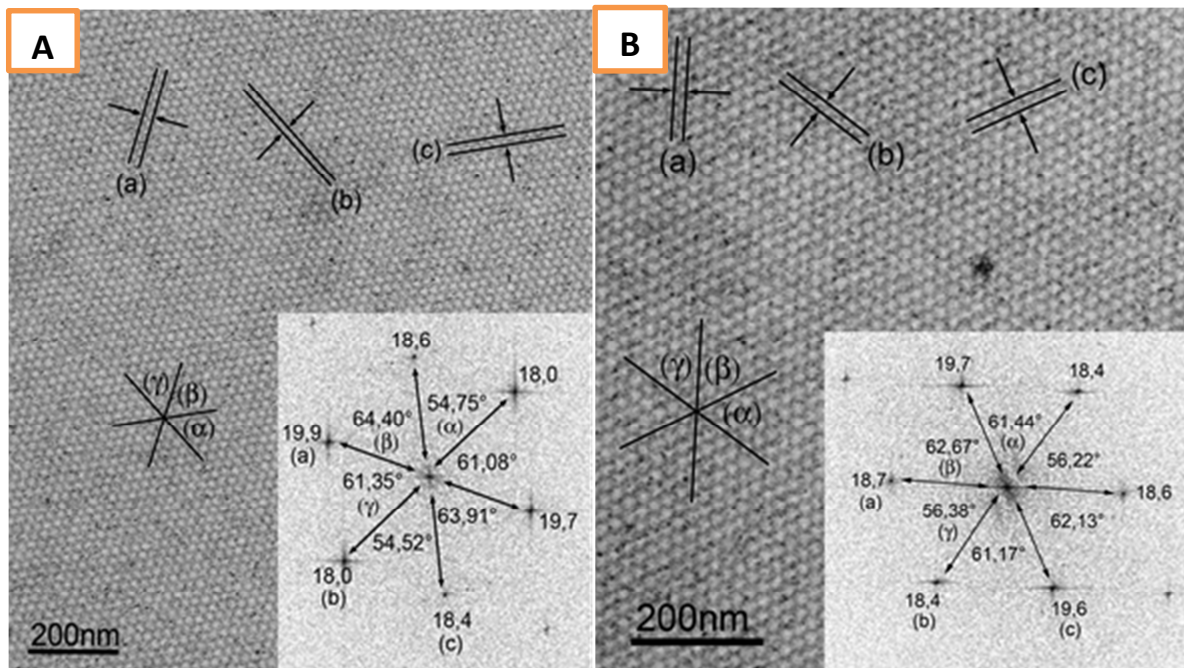 A
(a)
(b)
(c)
(γ)
(β)
(α)
18,6
18,0
54,75°
(α)
64,40°
(β)
19,9
(a)
61,08°
61,35°
(γ)
63,91°
19,7
54,52°
18,0
(b)
18,4
(c)
200nm
B
(a)
(b)
(c)
(γ)
(β)
(α)
19,7
18,4
61,44°
(α)
62,67°
(β)
56,22°
18,7
(a)
18,6
56,38°
(γ)
62,13°
61,17°
18,4
(b)
19,6
(c)
200nm